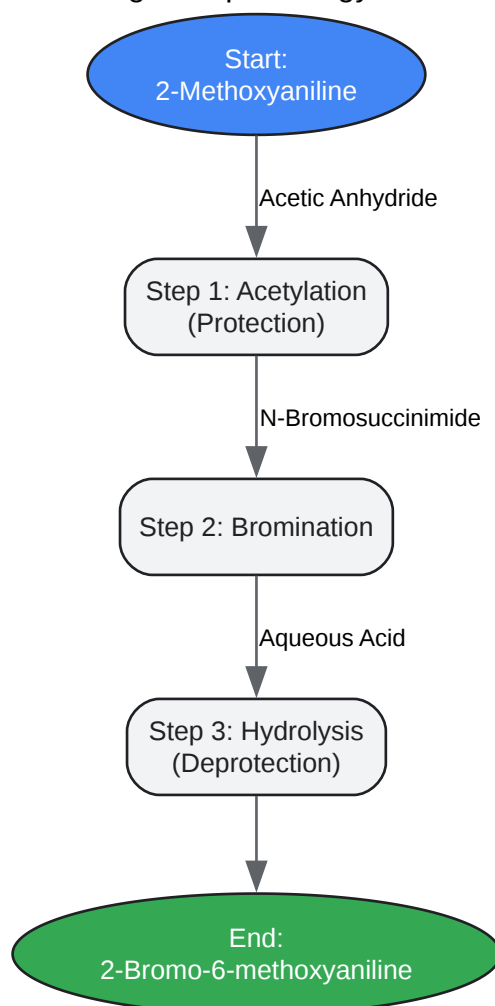 Start:
2-Methoxyaniline
Acetic Anhydride
Step 1: Acetylation
(Protection)
N-Bromosuccinimide
Step 2: Bromination
Aqueous Acid
Step 3: Hydrolysis
(Deprotection)
End:
2-Bromo-6-methoxyaniline